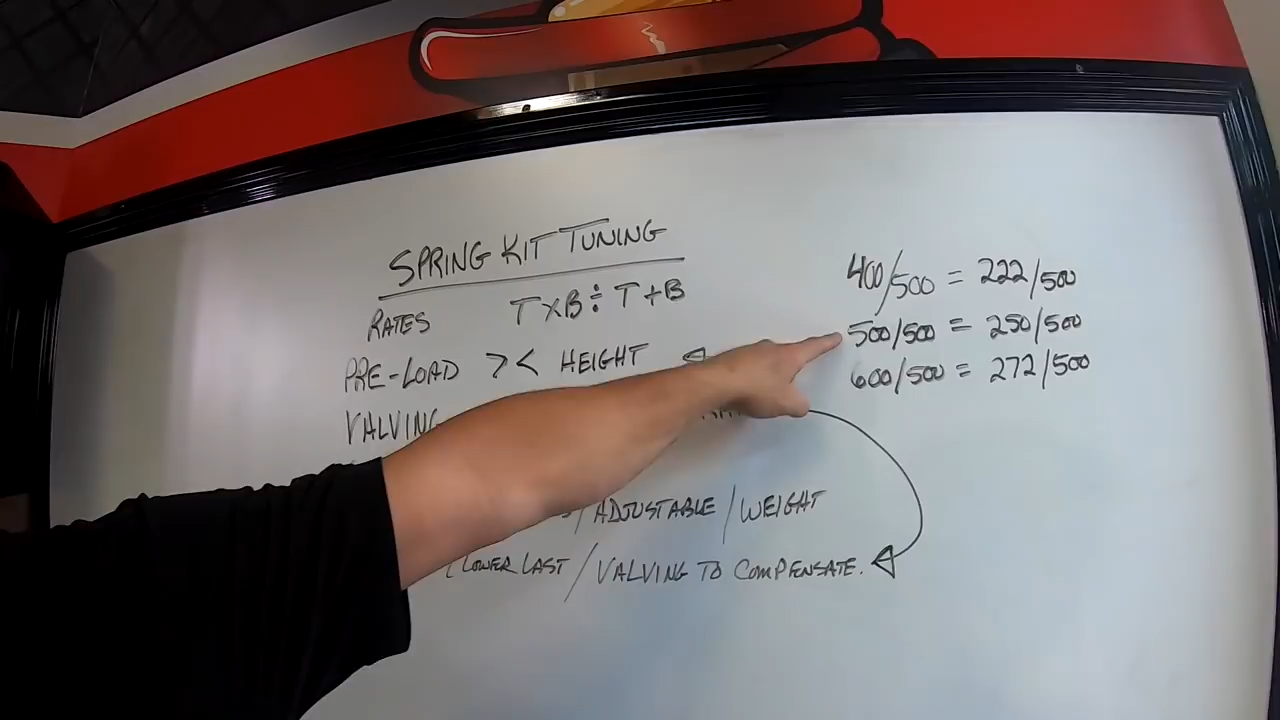 SPRING KIT TUNING
RATES T×B÷T+B
PRE-LOAD >< HEIGHT
VALVING
/ADJUSTABLE/WEIGHT
LOWER LAST/VALVING TO COMPENSATE.
400/500 = 222/500
500/500 = 250/500
600/500 = 272/500